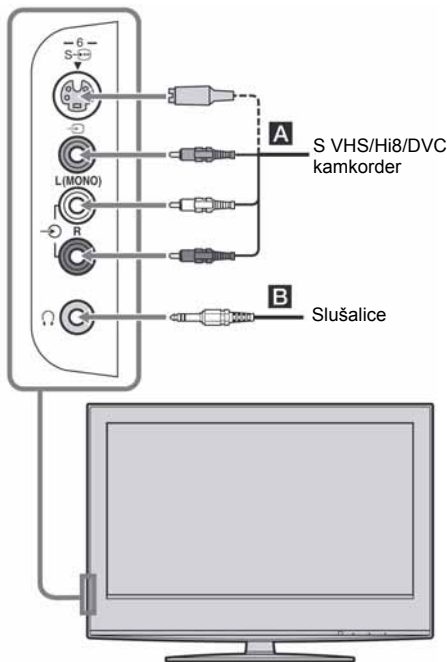 – 6 –
S-
L(MONO)
R
A
S VHS/Hi8/DVC
kamkorder
B
Slušalice